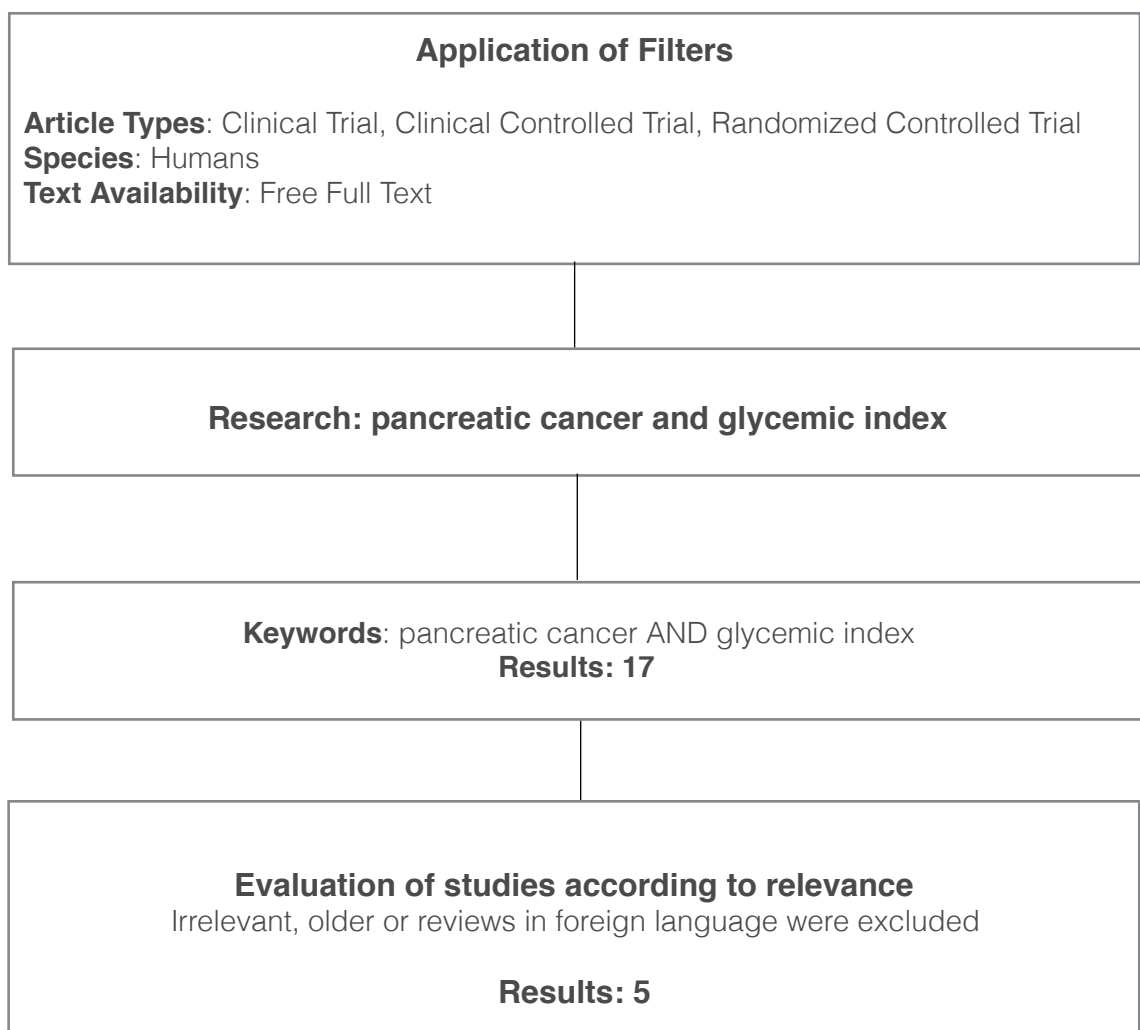 Application of Filters
Article Types: Clinical Trial, Clinical Controlled Trial, Randomized Controlled Trial
Species: Humans
Text Availability: Free Full Text
Research: pancreatic cancer and glycemic index
Keywords: pancreatic cancer AND glycemic index
Results: 17
Evaluation of studies according to relevance
Irrelevant, older or reviews in foreign language were excluded
Results: 5